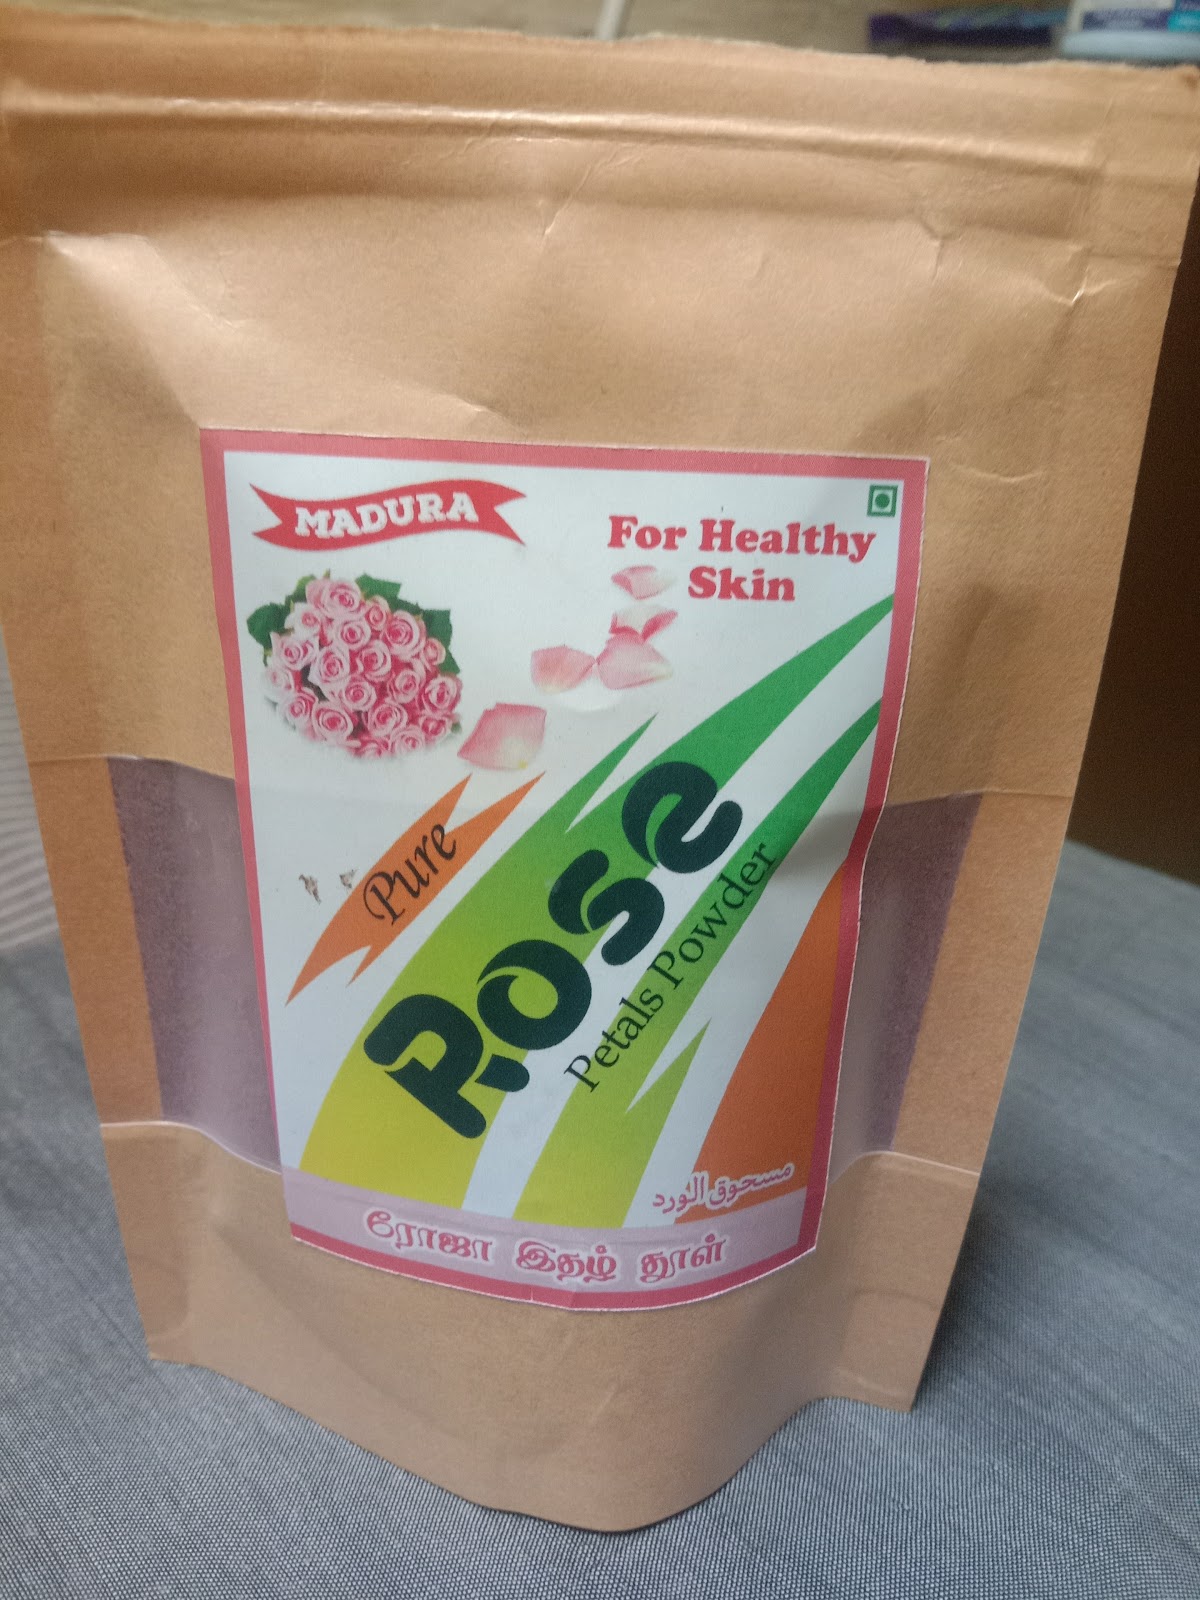 MADURA
For Healthy
Skin
Pure
Rose
Petals Powder
مسحوق الورد
ரோஜா இதழ் தூள்